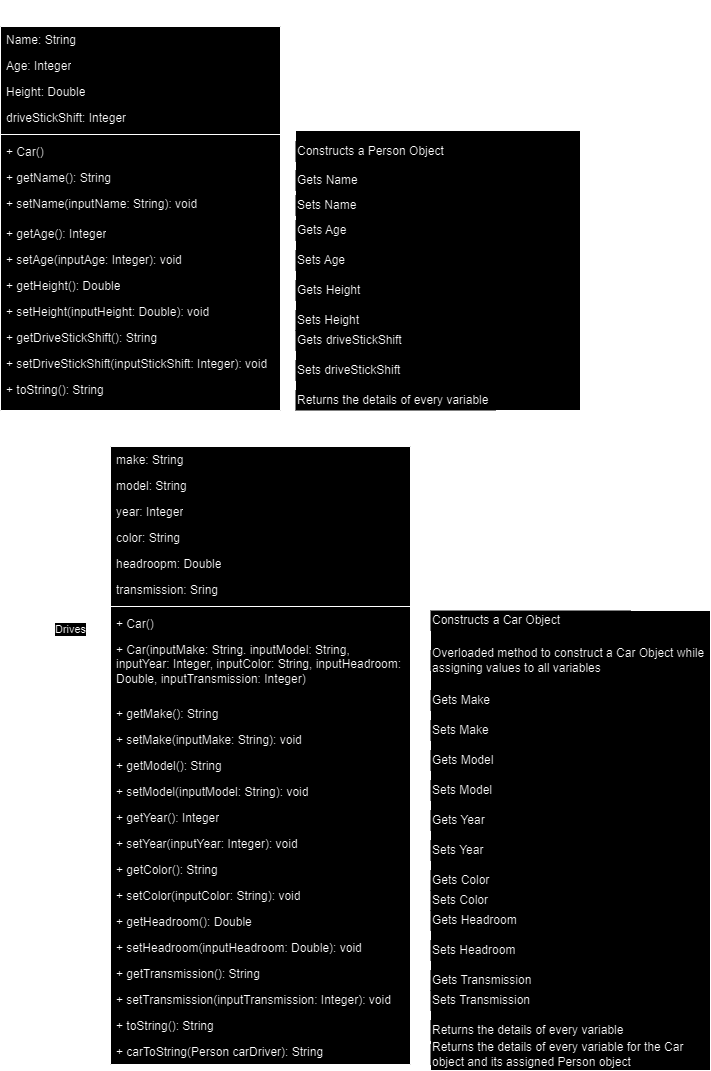 Name: String
Age: Integer
Height: Double
driveStickShift: Integer
+ Car()
+ getName(): String
+ setName(inputName: String): void
+ getAge(): Integer
+ setAge(inputAge: Integer): void
+ getHeight(): Double
+ setHeight(inputHeight: Double): void
+ getDriveStickShift(): String
+ setDriveStickShift(inputStickShift: Integer): void
+ toString(): String
Constructs a Person Object
Gets Name
Sets Name
Gets Age
Sets Age
Gets Height
Sets Height
Gets driveStickShift
Sets driveStickShift
Returns the details of every variable
Drives
make: String
model: String
year: Integer
color: String
headroopm: Double
transmission: Sring
+ Car()
+ Car(inputMake: String. inputModel: String,
inputYear: Integer, inputColor: String, inputHeadroom:
Double, inputTransmission: Integer)
+ getMake(): String
+ setMake(inputMake: String): void
+ getModel(): String
+ setModel(inputModel: String): void
+ getYear(): Integer
+ setYear(inputYear: Integer): void
+ getColor(): String
+ setColor(inputColor: String): void
+ getHeadroom(): Double
+ setHeadroom(inputHeadroom: Double): void
+ getTransmission(): String
+ setTransmission(inputTransmission: Integer): void
+ toString(): String
+ carToString(Person carDriver): String
Constructs a Car Object
Overloaded method to construct a Car Object while
assigning values to all variables
Gets Make
Sets Make
Gets Model
Sets Model
Gets Year
Sets Year
Gets Color
Sets Color
Gets Headroom
Sets Headroom
Gets Transmission
Sets Transmission
Returns the details of every variable
Returns the details of every variable for the Car
object and its assigned Person object